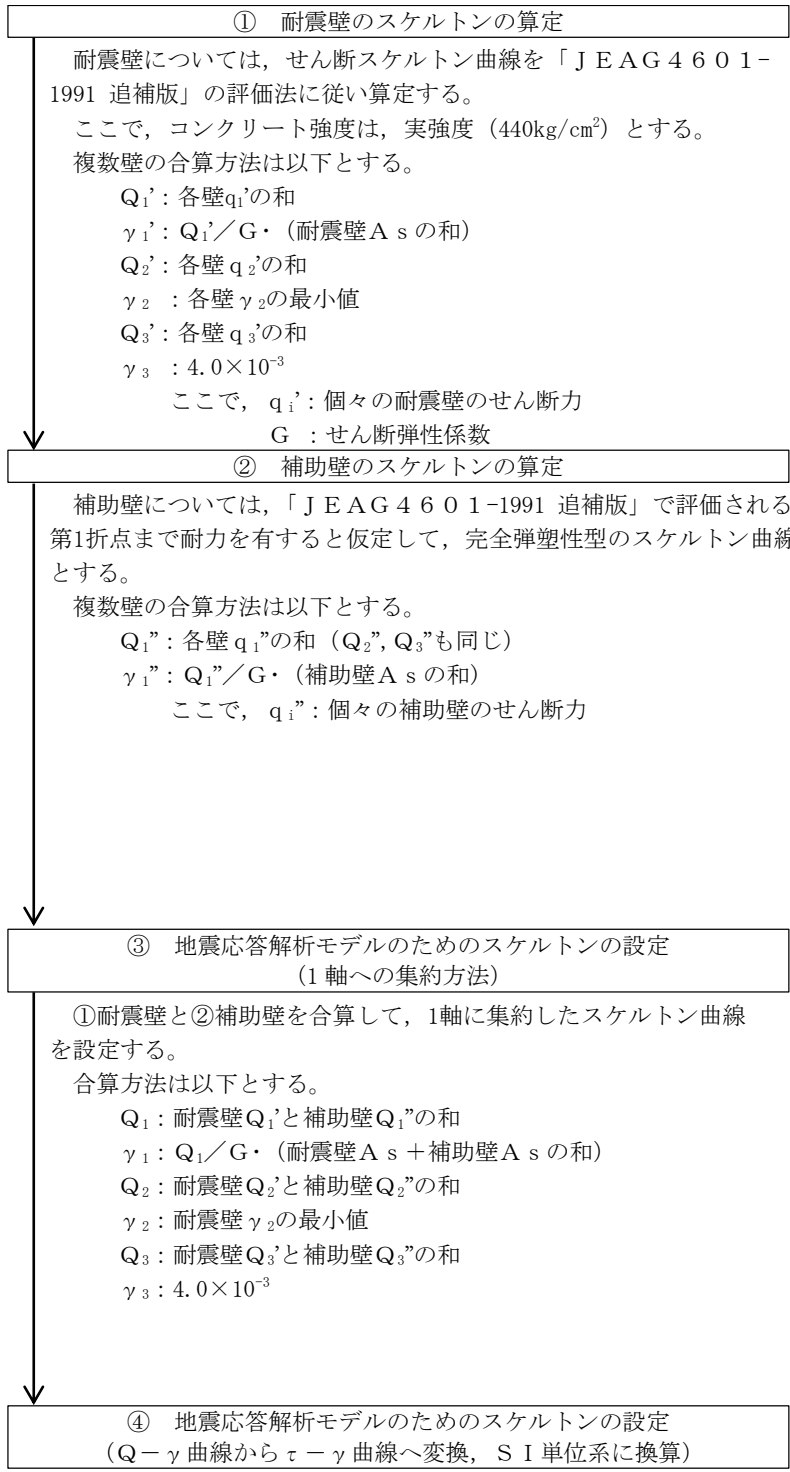 ① 耐震壁のスケルトンの算定
耐震壁については，せん断スケルトン曲線を「ＪＥＡＧ４６０１-
1991 追補版」の評価法に従い算定する。
ここで，コンクリート強度は，実強度（440kg/cm²）とする。
複数壁の合算方法は以下とする。
Ｑ₁’：各壁q₁’の和
γ₁’：Ｑ₁’／Ｇ・（耐震壁Ａｓの和）
Ｑ₂’：各壁ｑ₂’の和
γ₂ ：各壁γ₂の最小値
Ｑ₃’：各壁ｑ₃’の和
γ₃ ：4.0×10⁻³
ここで， ｑᵢ’：個々の耐震壁のせん断力
Ｇ ：せん断弾性係数
② 補助壁のスケルトンの算定
補助壁については，「ＪＥＡＧ４６０１-1991 追補版」で評価される
第1折点まで耐力を有すると仮定して，完全弾塑性型のスケルトン曲線
とする。
複数壁の合算方法は以下とする。
Ｑ₁”：各壁ｑ₁”の和（Ｑ₂”，Ｑ₃”も同じ）
γ₁”：Ｑ₁”／Ｇ・（補助壁Ａｓの和）
ここで， ｑᵢ”：個々の補助壁のせん断力
③ 地震応答解析モデルのためのスケルトンの設定
（1軸への集約方法）
①耐震壁と②補助壁を合算して，1軸に集約したスケルトン曲線
を設定する。
合算方法は以下とする。
Ｑ₁：耐震壁Ｑ₁’と補助壁Ｑ₁”の和
γ₁：Ｑ₁／Ｇ・（耐震壁Ａｓ＋補助壁Ａｓの和）
Ｑ₂：耐震壁Ｑ₂’と補助壁Ｑ₂”の和
γ₂：耐震壁γ₂の最小値
Ｑ₃：耐震壁Ｑ₃’と補助壁Ｑ₃”の和
γ₃：4.0×10⁻³
④ 地震応答解析モデルのためのスケルトンの設定
（Ｑ－γ曲線からτ－γ曲線へ変換，ＳＩ単位系に換算）